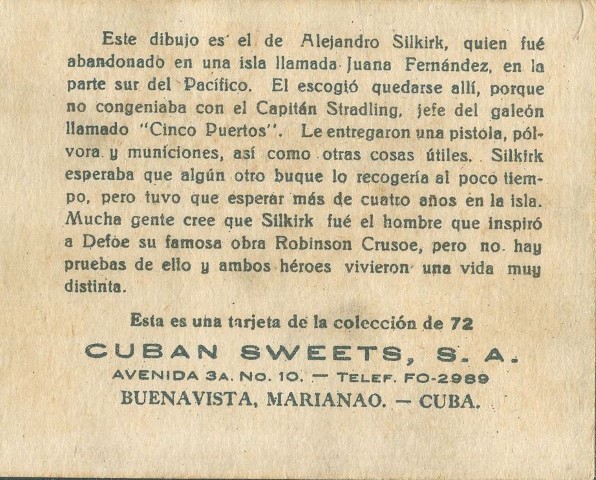 Este dibujo es el de Alejandro Silkirk, quien fué
abandonado en una isla llamada Juana Fernández, en la
parte sur del Pacífico. El escogió quedarse allí, porque
no congeniaba con el Capitán Stradling, jefe del galeón
llamado "Cinco Puertos". Le entregaron una pistola, pól-
vora y municiones, así como otras cosas útiles. Silkirk
esperaba que algún otro buque lo recogería al poco tiem-
po, pero tuvo que esperar más de cuatro años en la isla.
Mucha gente cree que Silkirk fué el hombre que inspiró
a Defoe su famosa obra Robinson Crusoe, pero no hay
pruebas de ello y ambos héroes vivieron una vida muy
distinta.
Esta es una tarjeta de la colección de 72
CUBAN SWEETS, S. A.
AVENIDA 3A. No. 10. — TELEF. FO-2989
BUENAVISTA, MARIANAO. — CUBA.